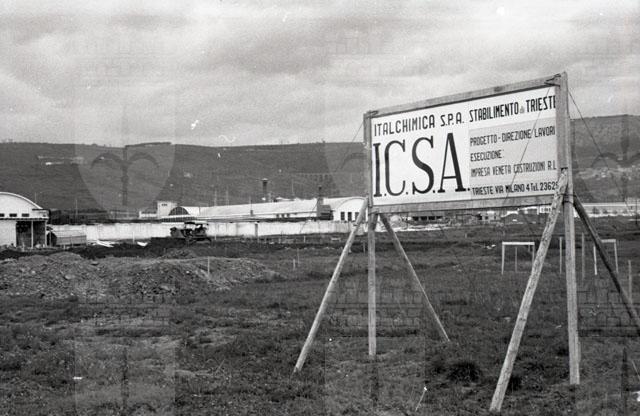 ITALCHIMICA S.P.A. STABILIMENTO di TRIESTE
I.C.S.A.
PROGETTO-DIREZIONE LAVORI
ESECUZIONE:
IMPRESA VENETA COSTRUZIONI R.L.
TRIESTE VIA MILANO 4 Tel. 23629